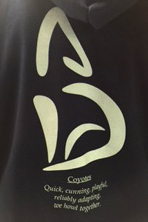 Coyotes
Quick, cunning, playful,
reliably adapting,
we howl together.